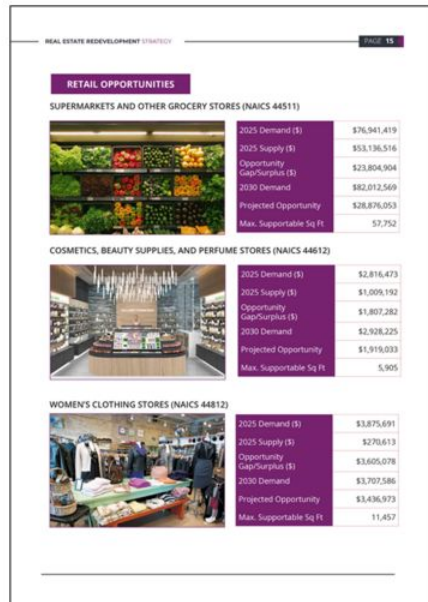 REAL ESTATE REDEVELOPMENT STRATEGY
PAGE 15
RETAIL OPPORTUNITIES
SUPERMARKETS AND OTHER GROCERY STORES (NAICS 44511)
2025 Demand ($) $76,941,419
2025 Supply ($) $53,136,516
Opportunity
Gap/Surplus ($) $23,804,904
2030 Demand $82,012,569
Projected Opportunity $28,876,053
Max. Supportable Sq Ft 57,752
COSMETICS, BEAUTY SUPPLIES, AND PERFUME STORES (NAICS 44612)
2025 Demand ($) $2,816,473
2025 Supply ($) $1,009,192
Opportunity
Gap/Surplus ($) $1,807,282
2030 Demand $2,928,225
Projected Opportunity $1,919,033
Max. Supportable Sq Ft 5,905
WOMEN'S CLOTHING STORES (NAICS 44812)
2025 Demand ($) $3,875,691
2025 Supply ($) $270,613
Opportunity
Gap/Surplus ($) $3,605,078
2030 Demand $3,707,586
Projected Opportunity $3,436,973
Max. Supportable Sq Ft 11,457